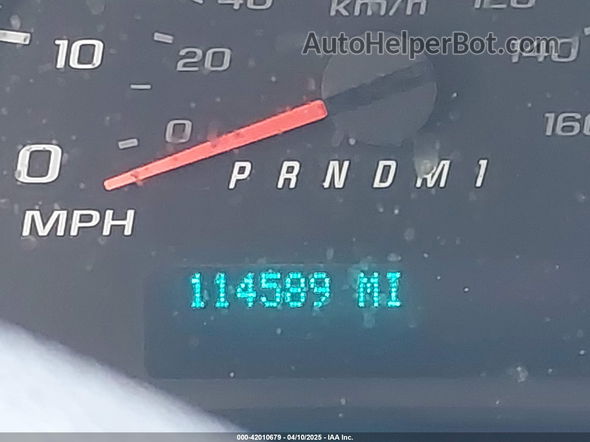 40 km/h 120
AutoHelperBot.com
10 20 140
0 0 160
P R N D M 1
MPH
114589 MI
000-42010679 - 04/10/2025 - IAA Inc.